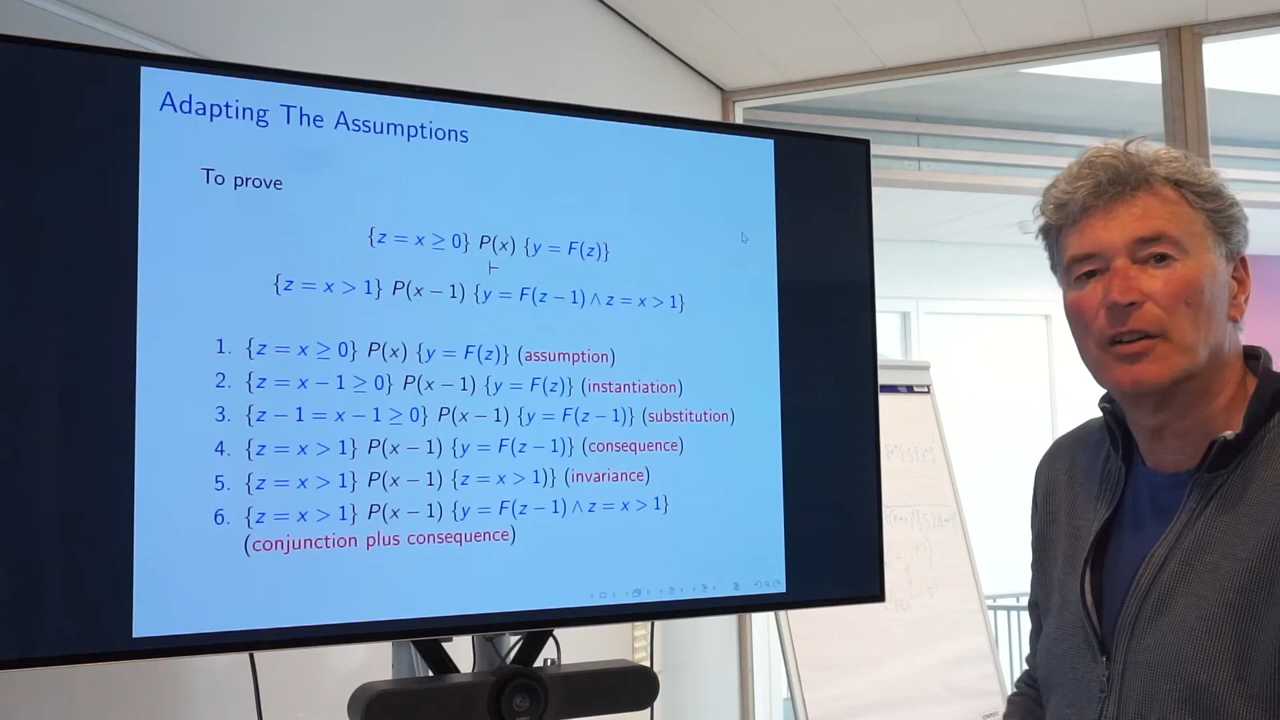 Adapting The Assumptions
To prove
{z = x ≥ 0} P(x) {y = F(z)}
⊢
{z = x > 1} P(x − 1) {y = F(z − 1) ∧ z = x > 1}
1. {z = x ≥ 0} P(x) {y = F(z)} (assumption)
2. {z = x − 1 ≥ 0} P(x − 1) {y = F(z)} (instantiation)
3. {z − 1 = x − 1 ≥ 0} P(x − 1) {y = F(z − 1)} (substitution)
4. {z = x > 1} P(x − 1) {y = F(z − 1)} (consequence)
5. {z = x > 1} P(x − 1) {z = x > 1)} (invariance)
6. {z = x > 1} P(x − 1) {y = F(z − 1) ∧ z = x > 1}
(conjunction plus consequence)